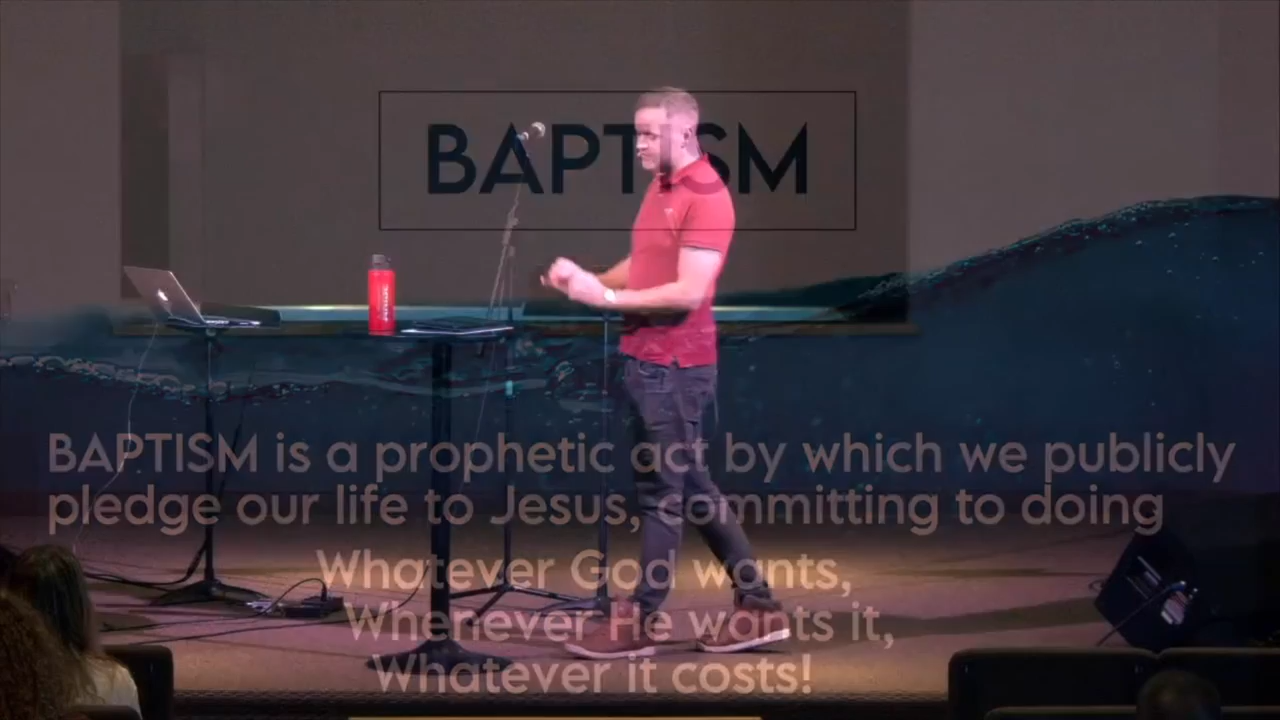 BAPTISM
BAPTISM is a prophetic act by which we publicly
pledge our life to Jesus, committing to doing
Whatever God wants,
Whenever He wants it,
Whatever it costs!